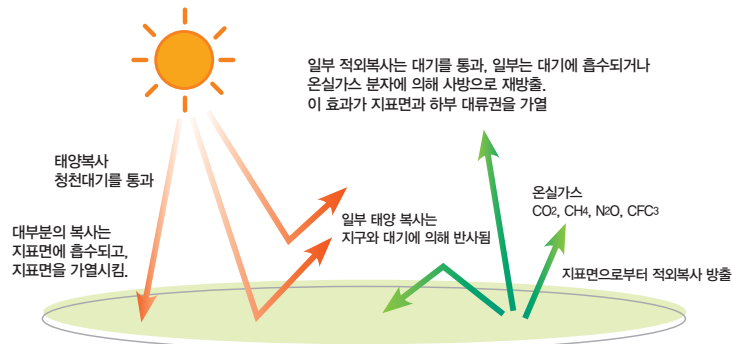 일부 적외복사는 대기를 통과, 일부는 대기에 흡수되거나
온실가스 분자에 의해 사방으로 재방출.
이 효과가 지표면과 하부 대류권을 가열
태양복사
청천대기를 통과
온실가스
CO2, CH4, N2O, CFC3
대부분의 복사는
지표면에 흡수되고,
지표면을 가열시킴.
일부 태양 복사는
지구와 대기에 의해 반사됨
지표면으로부터 적외복사 방출